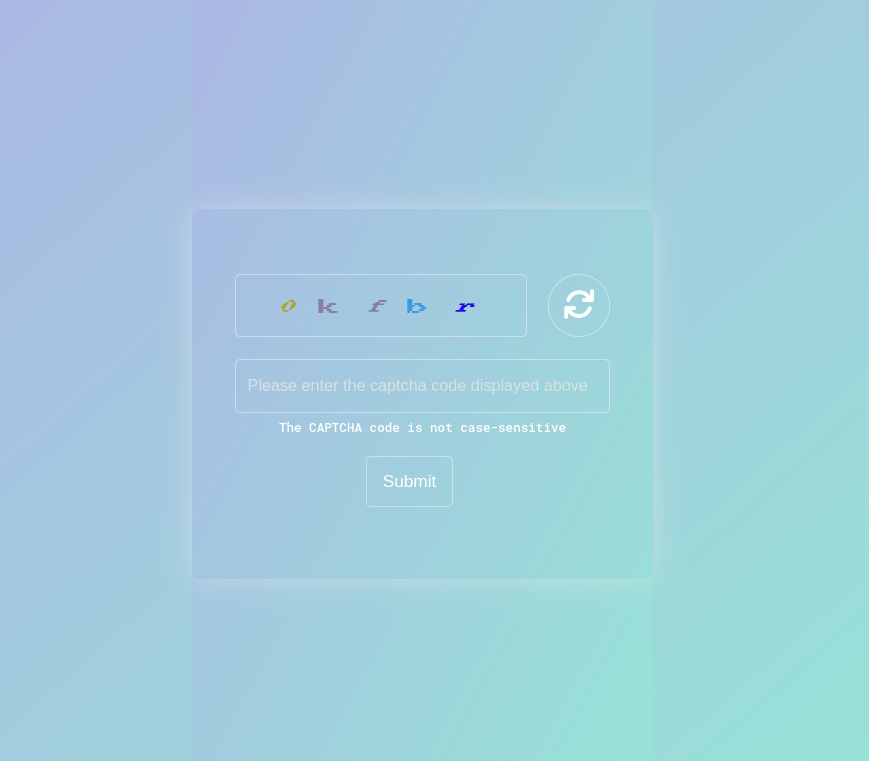 o k f b r
Please enter the captcha code displayed above
The CAPTCHA code is not case-sensitive
Submit